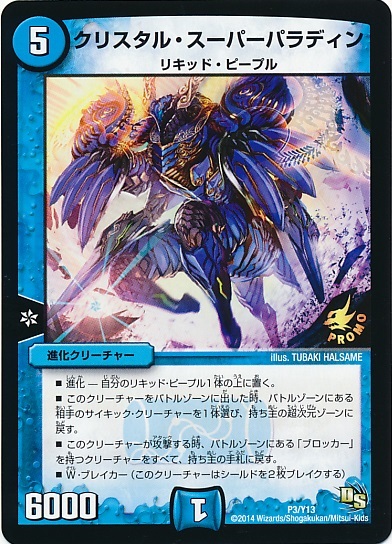 5
クリスタル・スーパーパラディン
リキッド・ピープル
PROMO
illus. TUBAKI HALSAME
進化クリーチャー
■ 進化 — 自分のリキッド・ピープル1体の上に置く。
■ このクリーチャーをバトルゾーンに出した時、バトルゾーンにある
相手のサイキック・クリーチャーを1体選び、持ち主の超次元ゾーンに
戻す。
■ このクリーチャーが攻撃する時、バトルゾーンにある「ブロッカー」
を持つクリーチャーをすべて、持ち主の手札に戻す。
■ W・ブレイカー（このクリーチャーはシールドを2枚ブレイクする）
6000
1
DS
P3/Y13
©2014 Wizards/Shogakukan/Mitsui-Kids